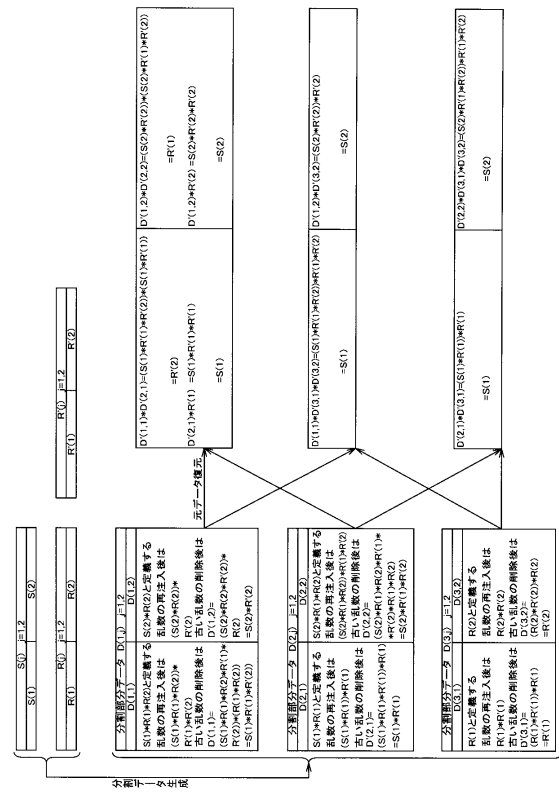 分割データ生成
S(j) j=1,2
S(1) S(2)
R(j) j=1,2
R(1) R(2)
R'(j) j=1,2
R'(1) R'(2)
分割部分データ D(1,j) j=1,2
D(1,1)
S(1)*R(1)*R(2)と定義する
乱数の再注入後は
(S(1)*R(1)*R(2))*
R'(1)*R'(2)
古い乱数の削除後は
D'(1,1)=
(S(1)*R(1)*R(2)*R'(1)*
R'(2))*(R(1)*R(2))
=S(1)*R'(1)*R'(2)
D(1,2)
S(2)*R(2)と定義する
乱数の再注入後は
(S(2)*R(2))*
R'(2)
古い乱数の削除後は
D'(1,2)=
(S(2)*R(2)*R'(2))*
R(2)
=S(2)*R'(2)
分割部分データ D(2,j) j=1,2
D(2,1)
S(1)*R(1)と定義する
乱数の再注入後は
(S(1)*R(1))*R'(1)
古い乱数の削除後は
D'(2,1)=
(S(1)*R(1)*R'(1))*R(1)
=S(1)*R'(1)
D(2,2)
S(2)*R(1)*R(2)と定義する
乱数の再注入後は
(S(2)*R(1)*R(2))*R'(1)*R'(2)
古い乱数の削除後は
D'(2,2)=
(S(2)*R(1)*R(2)*R'(1)*
R'(2))*R(1)*R(2)
=S(2)*R'(1)*R'(2)
分割部分データ D(3,j) j=1,2
D(3,1)
R(1)と定義する
乱数の再注入後は
R(1)*R'(1)
古い乱数の削除後は
D'(3,1)=
(R(1)*R'(1))*R(1)
=R'(1)
D(3,2)
R(2)と定義する
乱数の再注入後は
R(2)*R'(2)
古い乱数の削除後は
D'(3,2)=
(R(2)*R'(2))*R(2)
=R'(2)
元データ復元
D'(1,1)*D'(2,1)=(S(1)*R'(1)*R'(2))*(S(1)*R'(1))
=R'(2)
D'(2,1)*R'(1) =S(1)*R'(1)*R'(1)
=S(1)
D'(1,2)*D'(2,2)=(S(2)*R'(2))*(S(2)*R'(1)*R'(2))
=R'(1)
D'(1,2)*R'(2) =S(2)*R'(2)*R'(2)
=S(2)
D'(1,1)*D'(3,1)*D'(3,2)=(S(1)*R'(1)*R'(2))*R'(1)*R'(2)
=S(1)
D'(1,2)*D'(3,2)=(S(2)*R'(2))*R'(2)
=S(2)
D'(2,1)*D'(3,1)=(S(1)*R'(1))*R'(1)
=S(1)
D'(2,2)*D'(3,1)*D'(3,2)=(S(2)*R'(1)*R'(2))*R'(1)*R'(2)
=S(2)